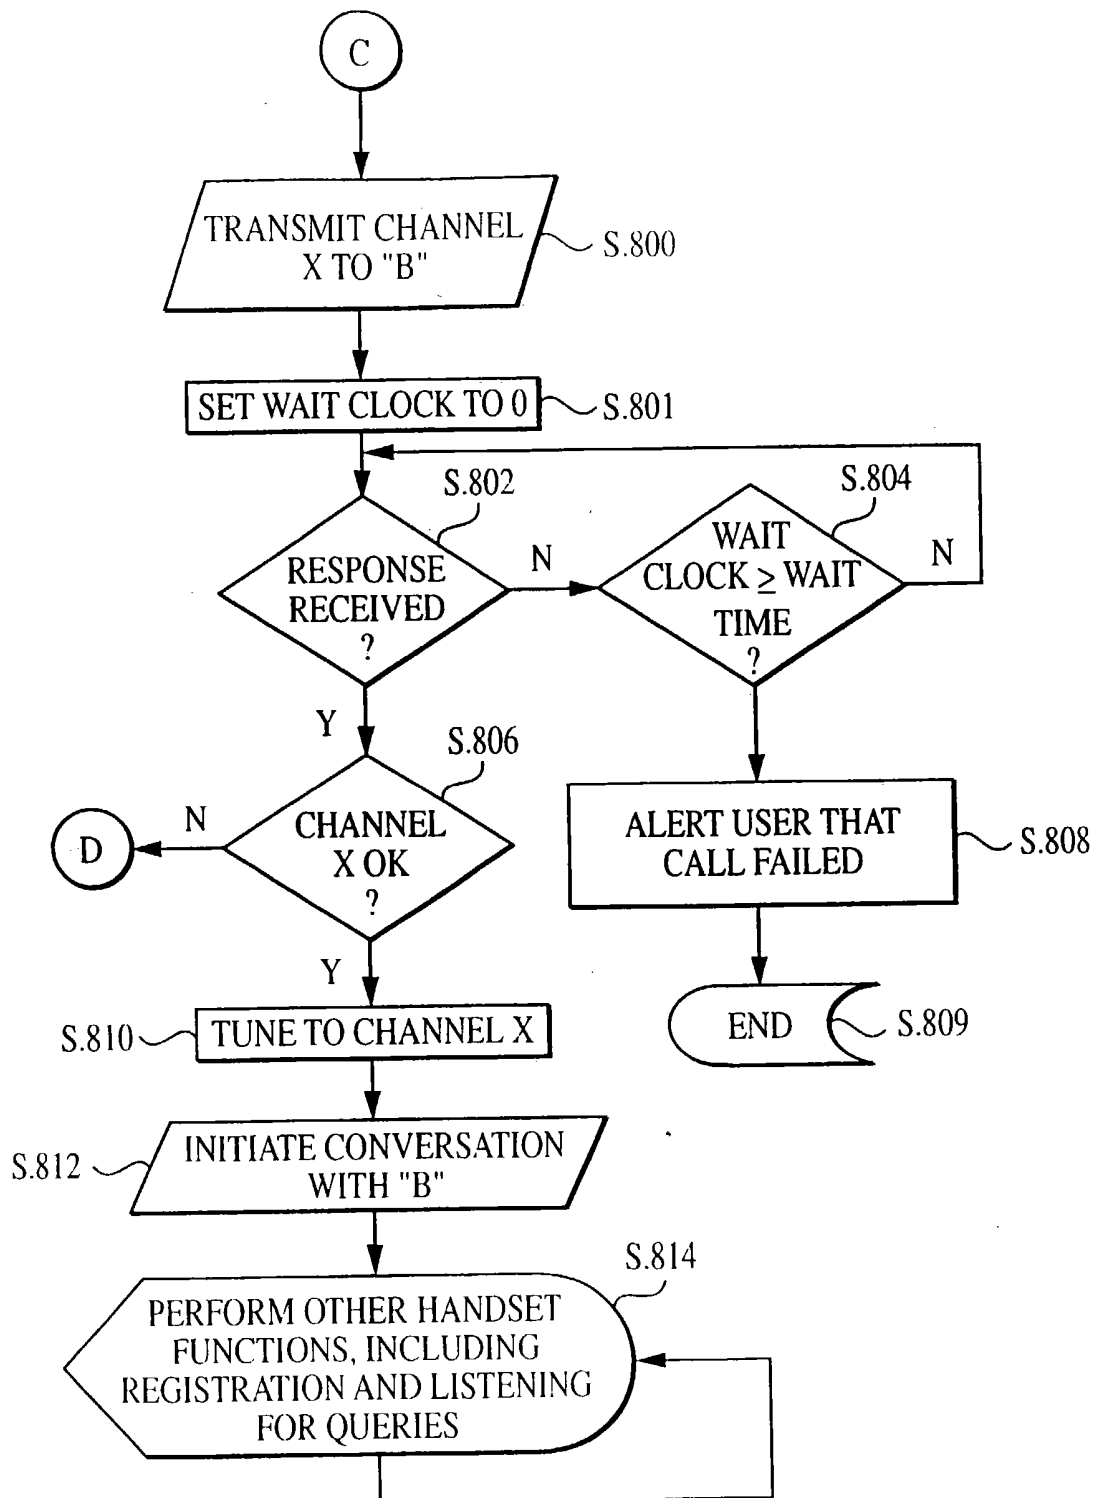 C
TRANSMIT CHANNEL
X TO "B"
S.800
SET WAIT CLOCK TO 0
S.801
S.802
RESPONSE
RECEIVED
?
N
S.804
WAIT
CLOCK ≥ WAIT
TIME
?
N
Y
S.806
CHANNEL
X OK
?
N
D
ALERT USER THAT
CALL FAILED
S.808
Y
END
S.809
S.810
TUNE TO CHANNEL X
S.812
INITIATE CONVERSATION
WITH "B"
S.814
PERFORM OTHER HANDSET
FUNCTIONS, INCLUDING
REGISTRATION AND LISTENING
FOR QUERIES